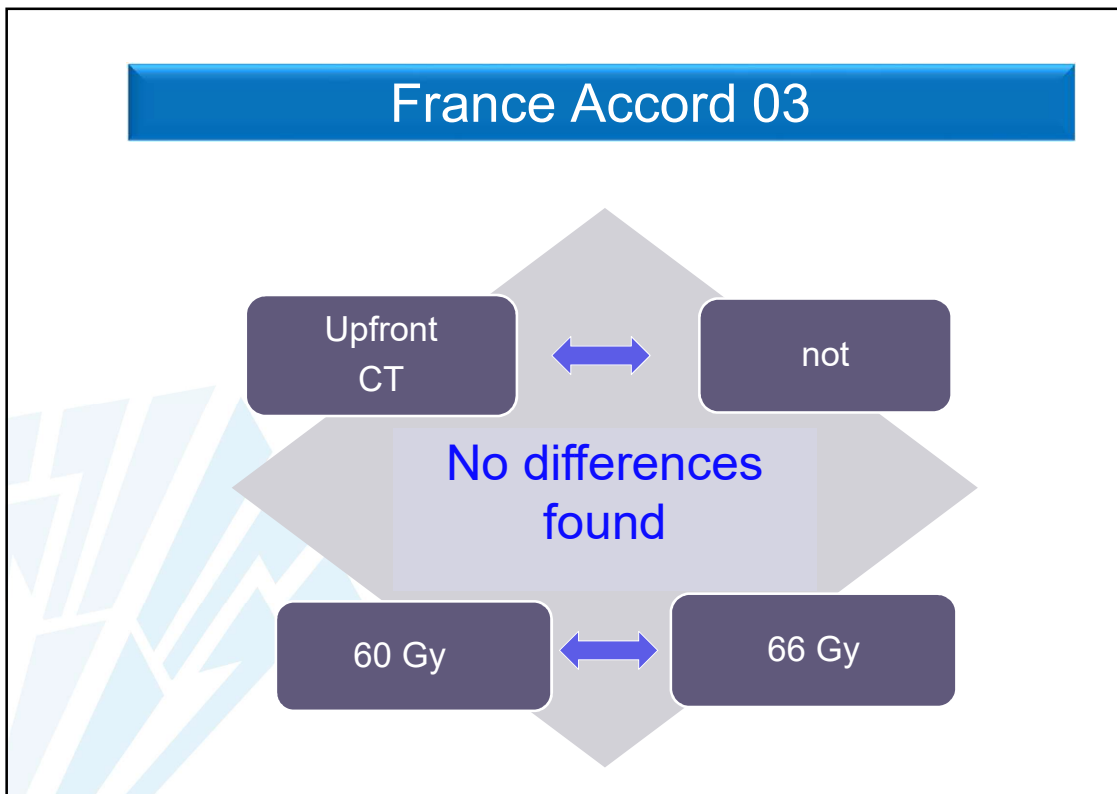 France Accord 03
Upfront
CT
not
No differences
found
60 Gy
66 Gy